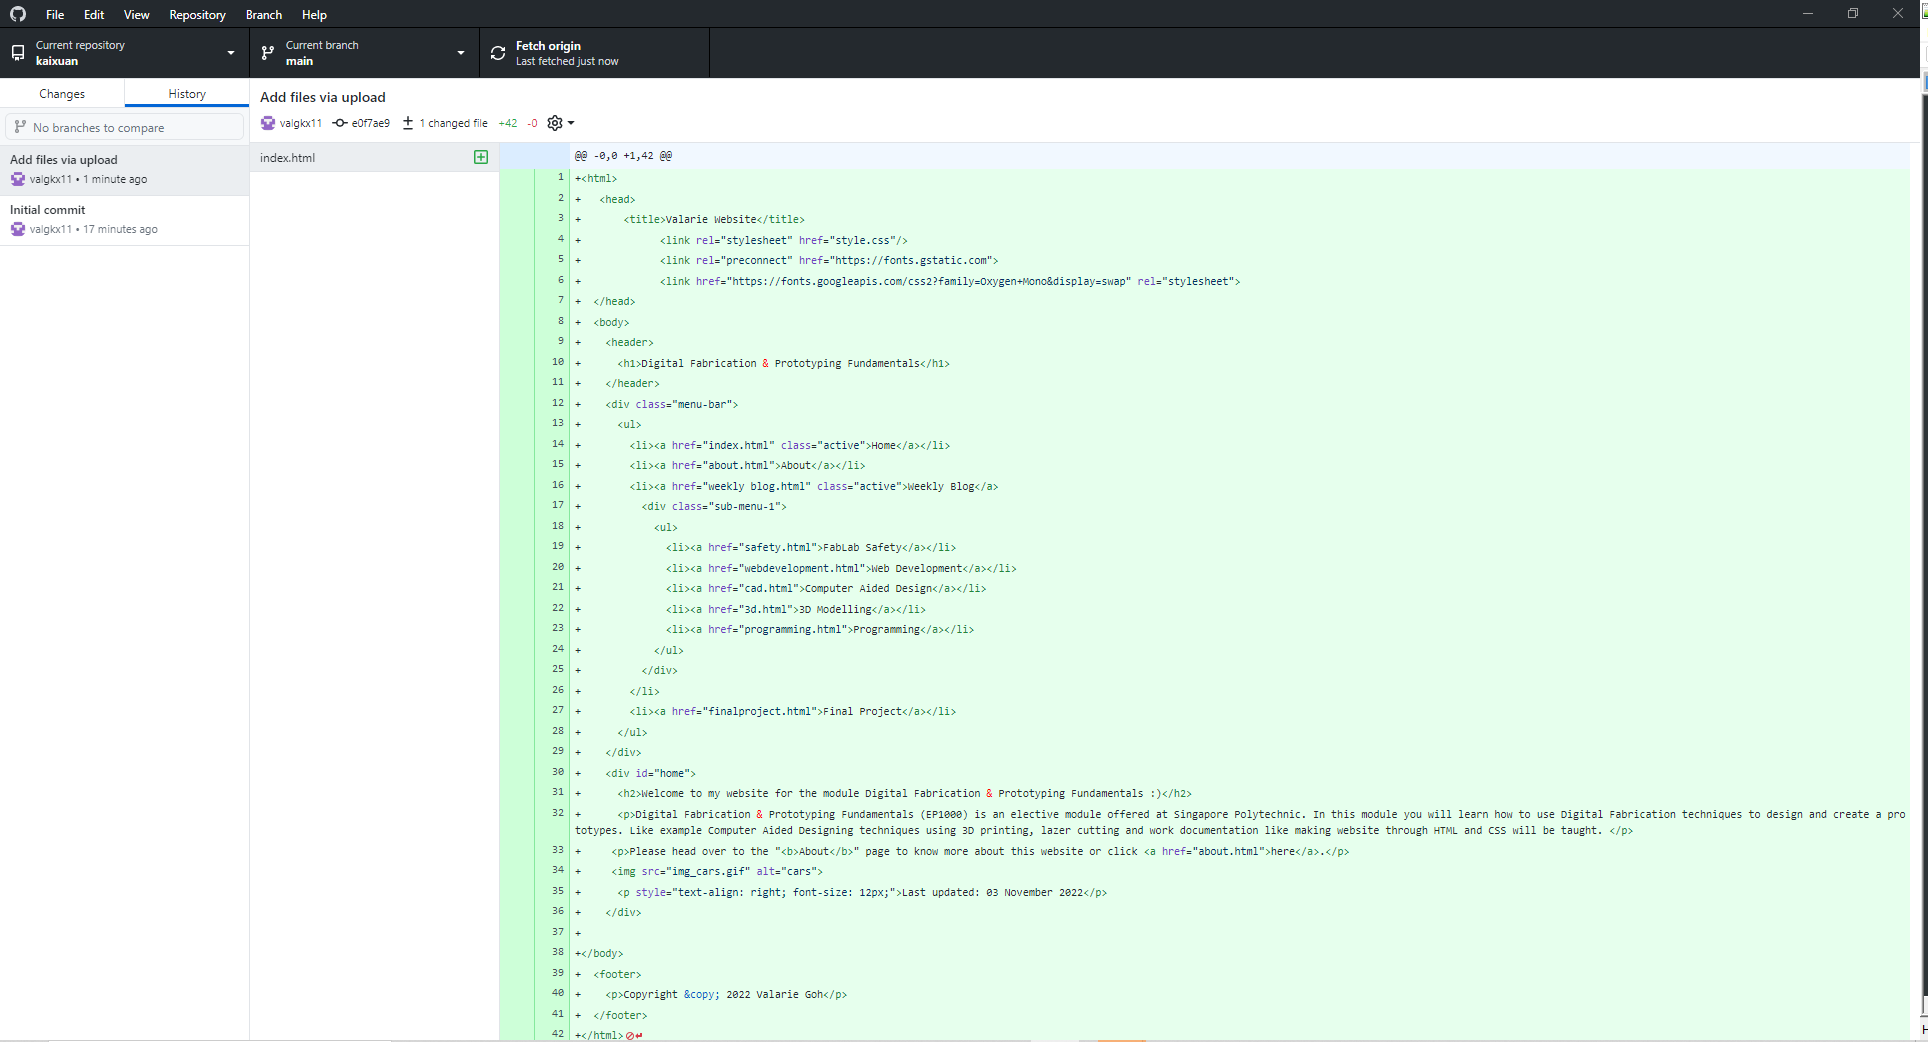 File Edit View Repository Branch Help
Current repository
kaixuan
Current branch
main
Fetch origin
Last fetched just now
Changes History
No branches to compare
Add files via upload
valgkx11 • 1 minute ago
Initial commit
valgkx11 • 17 minutes ago
Add files via upload
valgkx11 e0f7ae9 1 changed file +42 -0
index.html
@@ -0,0 +1,42 @@
1 +<html>
2 +   <head>
3 +       <title>Valarie Website</title>
4 +             <link rel="stylesheet" href="style.css"/>
5 +             <link rel="preconnect" href="https://fonts.gstatic.com">
6 +             <link href="https://fonts.googleapis.com/css2?family=Oxygen+Mono&display=swap" rel="stylesheet">
7 +  </head>
8 +  <body>
9 +    <header>
10 +      <h1>Digital Fabrication & Prototyping Fundamentals</h1>
11 +    </header>
12 +    <div class="menu-bar">
13 +      <ul>
14 +        <li><a href="index.html" class="active">Home</a></li>
15 +        <li><a href="about.html">About</a></li>
16 +        <li><a href="weekly blog.html" class="active">Weekly Blog</a>
17 +          <div class="sub-menu-1">
18 +            <ul>
19 +              <li><a href="safety.html">FabLab Safety</a></li>
20 +              <li><a href="webdevelopment.html">Web Development</a></li>
21 +              <li><a href="cad.html">Computer Aided Design</a></li>
22 +              <li><a href="3d.html">3D Modelling</a></li>
23 +              <li><a href="programming.html">Programming</a></li>
24 +            </ul>
25 +          </div>
26 +        </li>
27 +        <li><a href="finalproject.html">Final Project</a></li>
28 +      </ul>
29 +    </div>
30 +    <div id="home">
31 +      <h2>Welcome to my website for the module Digital Fabrication & Prototyping Fundamentals :)</h2>
32 +      <p>Digital Fabrication & Prototyping Fundamentals (EP1000) is an elective module offered at Singapore Polytechnic. In this module you will learn how to use Digital Fabrication techniques to design and create a pro
totypes. Like example Computer Aided Designing techniques using 3D printing, lazer cutting and work documentation like making website through HTML and CSS will be taught. </p>
33 +     <p>Please head over to the "<b>About</b>" page to know more about this website or click <a href="about.html">here</a>.</p>
34 +     <img src="img_cars.gif" alt="cars">
35 +      <p style="text-align: right; font-size: 12px;">Last updated: 03 November 2022</p>
36 +    </div>
37 +
38 +</body>
39 +  <footer>
40 +    <p>Copyright &copy; 2022 Valarie Goh</p>
41 +  </footer>
42 +</html>